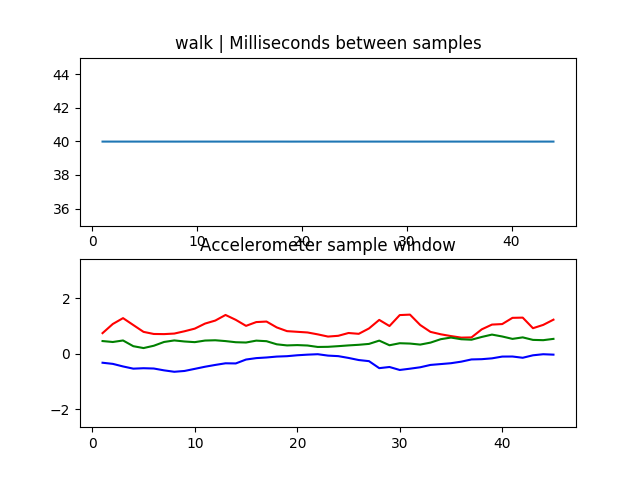 walk | Milliseconds between samples
44
42
40
38
36
0 10 20 30 40
Accelerometer sample window
2
0
−2
0 10 20 30 40